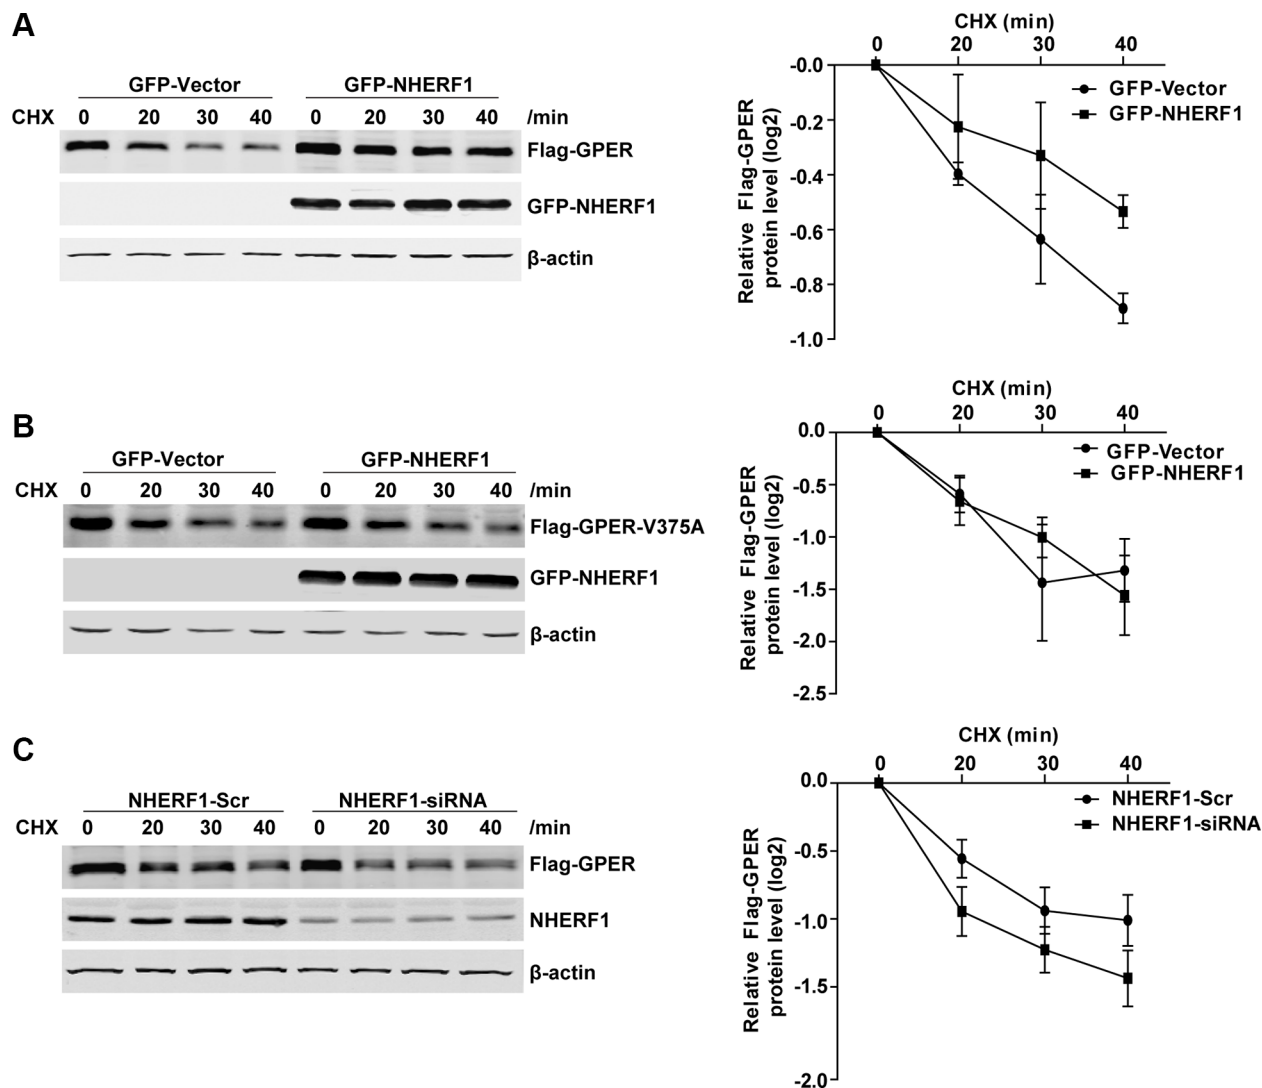 A
GFP-Vector GFP-NHERF1
CHX 0 20 30 40 0 20 30 40 /min
Flag-GPER
GFP-NHERF1
β-actin
CHX (min)
0 20 30 40
-0.0
-0.2
-0.4
-0.6
-0.8
-1.0
Relative Flag-GPER
protein level (log2)
GFP-Vector
GFP-NHERF1
B
GFP-Vector GFP-NHERF1
CHX 0 20 30 40 0 20 30 40 /min
Flag-GPER-V375A
GFP-NHERF1
β-actin
CHX (min)
0 20 30 40
0.0
-0.5
-1.0
-1.5
-2.0
-2.5
Relative Flag-GPER
protein level (log2)
GFP-Vector
GFP-NHERF1
C
NHERF1-Scr NHERF1-siRNA
CHX 0 20 30 40 0 20 30 40 /min
Flag-GPER
NHERF1
β-actin
CHX (min)
0 20 30 40
0.0
-0.5
-1.0
-1.5
-2.0
Relative Flag-GPER
protein level (log2)
NHERF1-Scr
NHERF1-siRNA